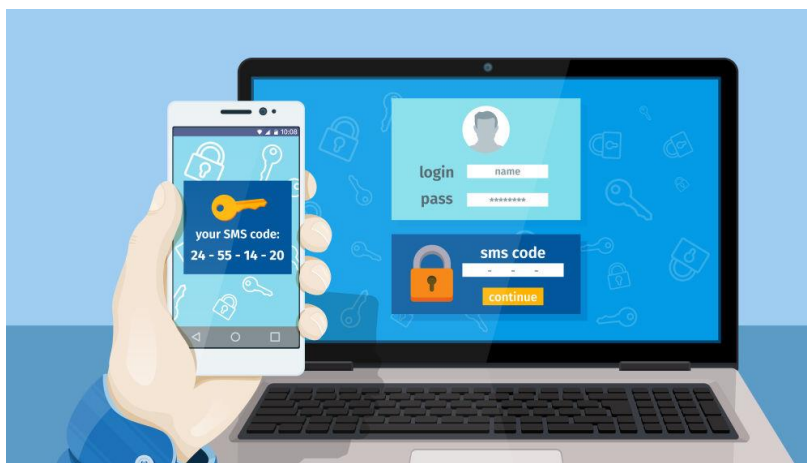 10:08
your SMS code:
24 - 55 - 14 - 20
login name
pass ********
sms code
- - -
continue